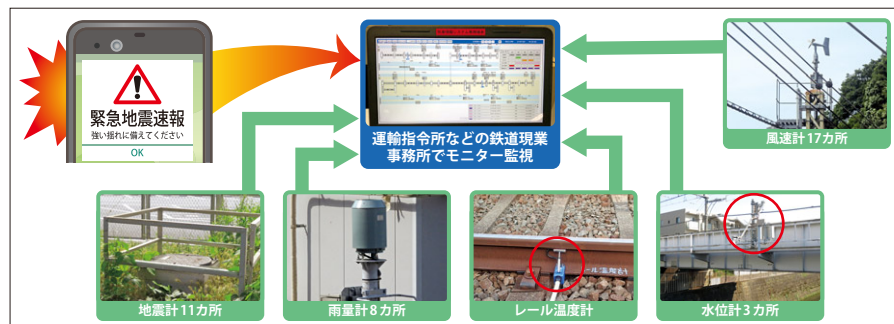 緊急地震速報
強い揺れに備えてください
OK
運輸指令所などの鉄道現業
事務所でモニター監視
風速計17カ所
地震計11カ所
雨量計8カ所
レール温度計
水位計3カ所